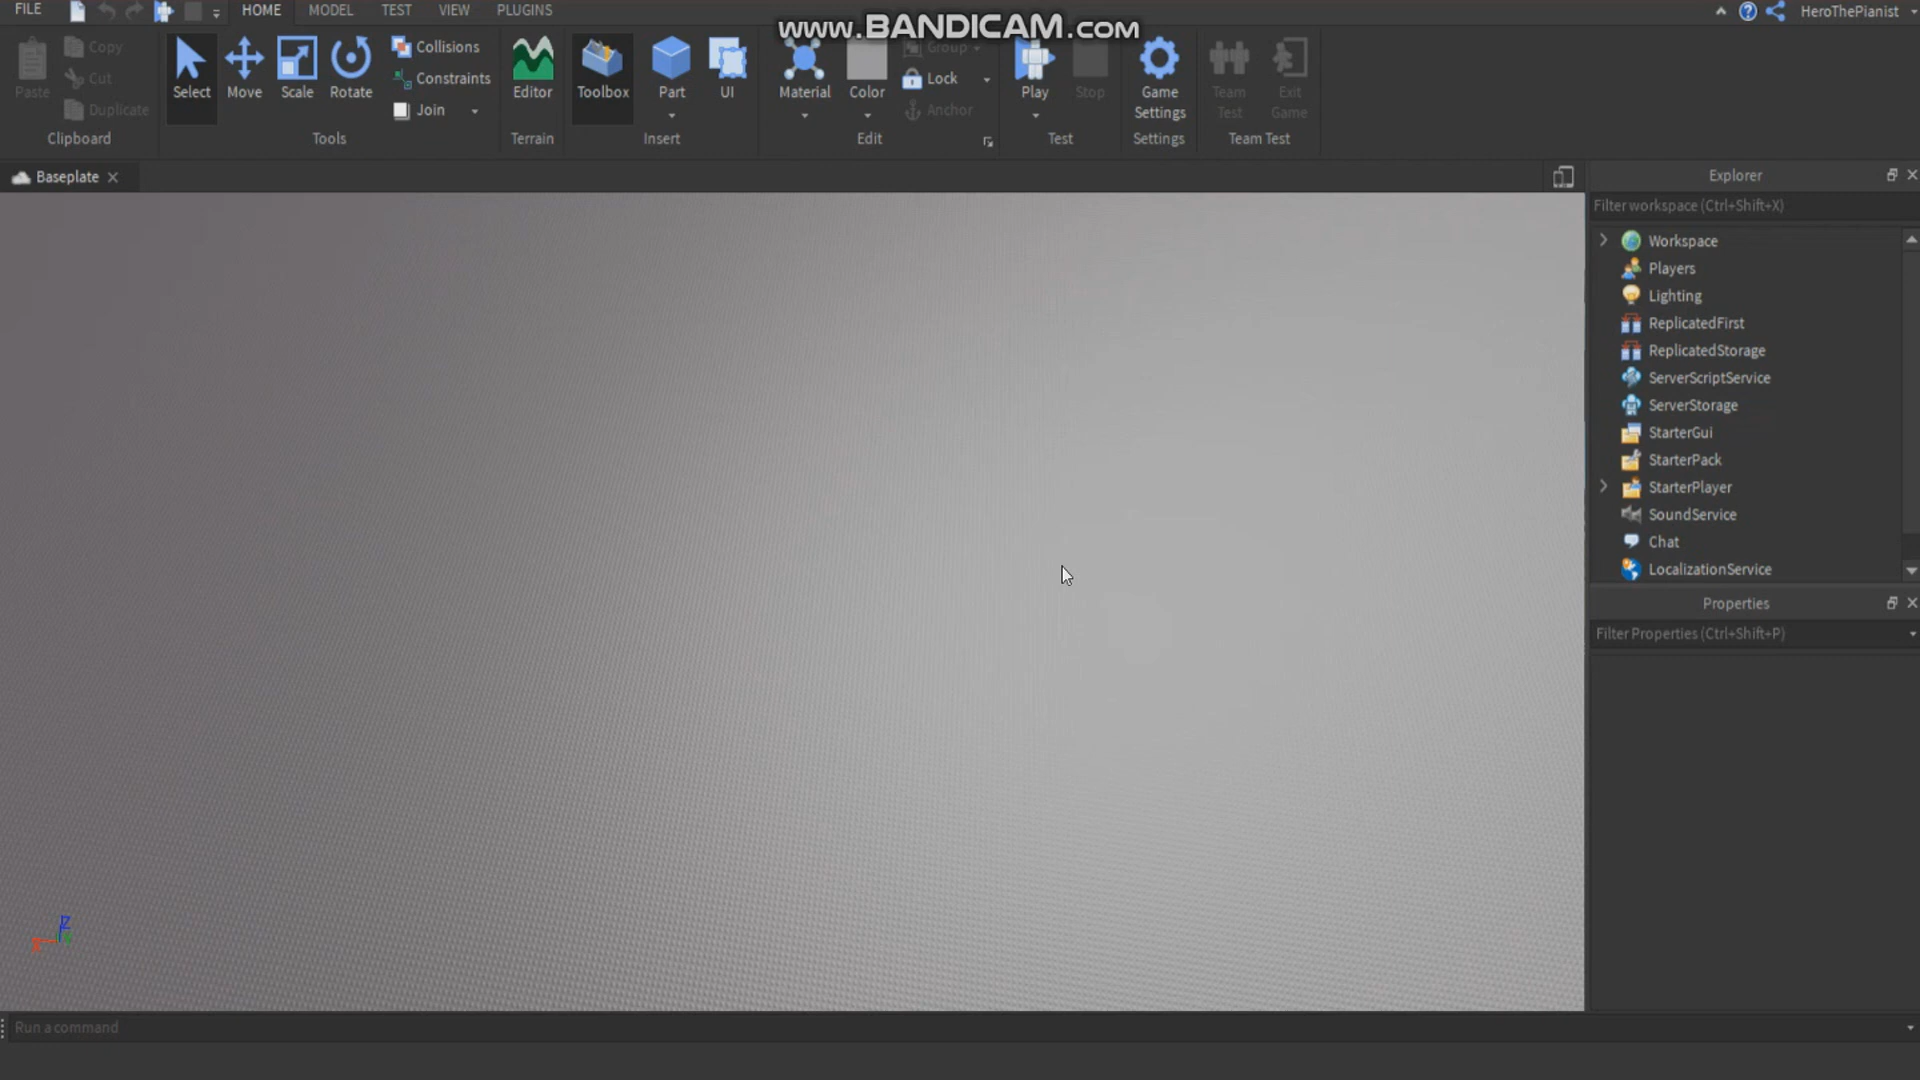 FILE HOME MODEL TEST VIEW PLUGINS HeroThePianist
www.BANDICAM.com
Paste Copy Cut Duplicate
Clipboard
Select Move Scale Rotate
Collisions
Constraints
Join
Tools
Editor
Terrain
Toolbox Part UI
Insert
Material Color
Group
Lock
Anchor
Edit
Play Stop
Test
Game Settings
Settings
Team Test
Exit Game
Team Test
Baseplate
Explorer
Filter workspace (Ctrl+Shift+X)
Workspace
Players
Lighting
ReplicatedFirst
ReplicatedStorage
ServerScriptService
ServerStorage
StarterGui
StarterPack
StarterPlayer
SoundService
Chat
LocalizationService
Properties
Filter Properties (Ctrl+Shift+P)
Z
Run a command